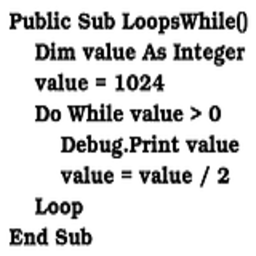 Public Sub LoopsWhile()
Dim value As Integer
value = 1024
Do While value > 0
Debug.Print value
value = value / 2
Loop
End Sub